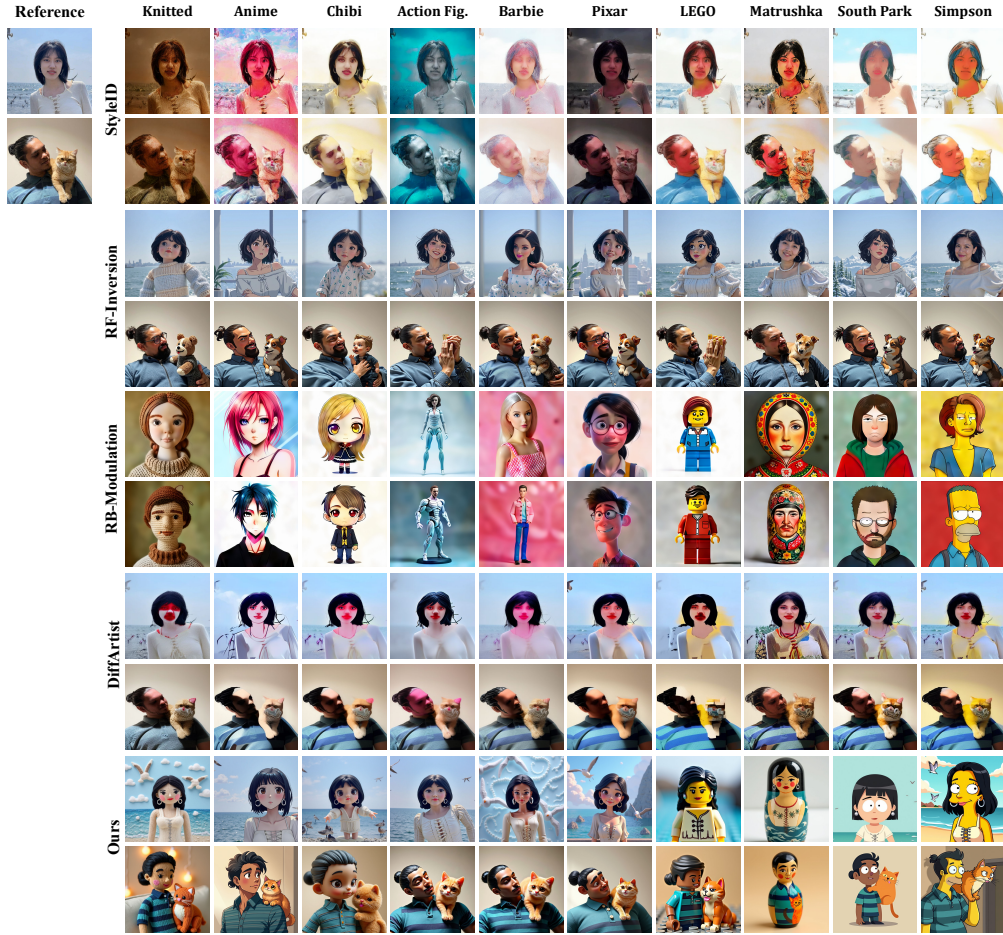 Reference Knitted Anime Chibi Action Fig. Barbie Pixar LEGO Matrushka South Park Simpson
StyleID
RF-Inversion
RB-Modulation
DiffArtist
Ours